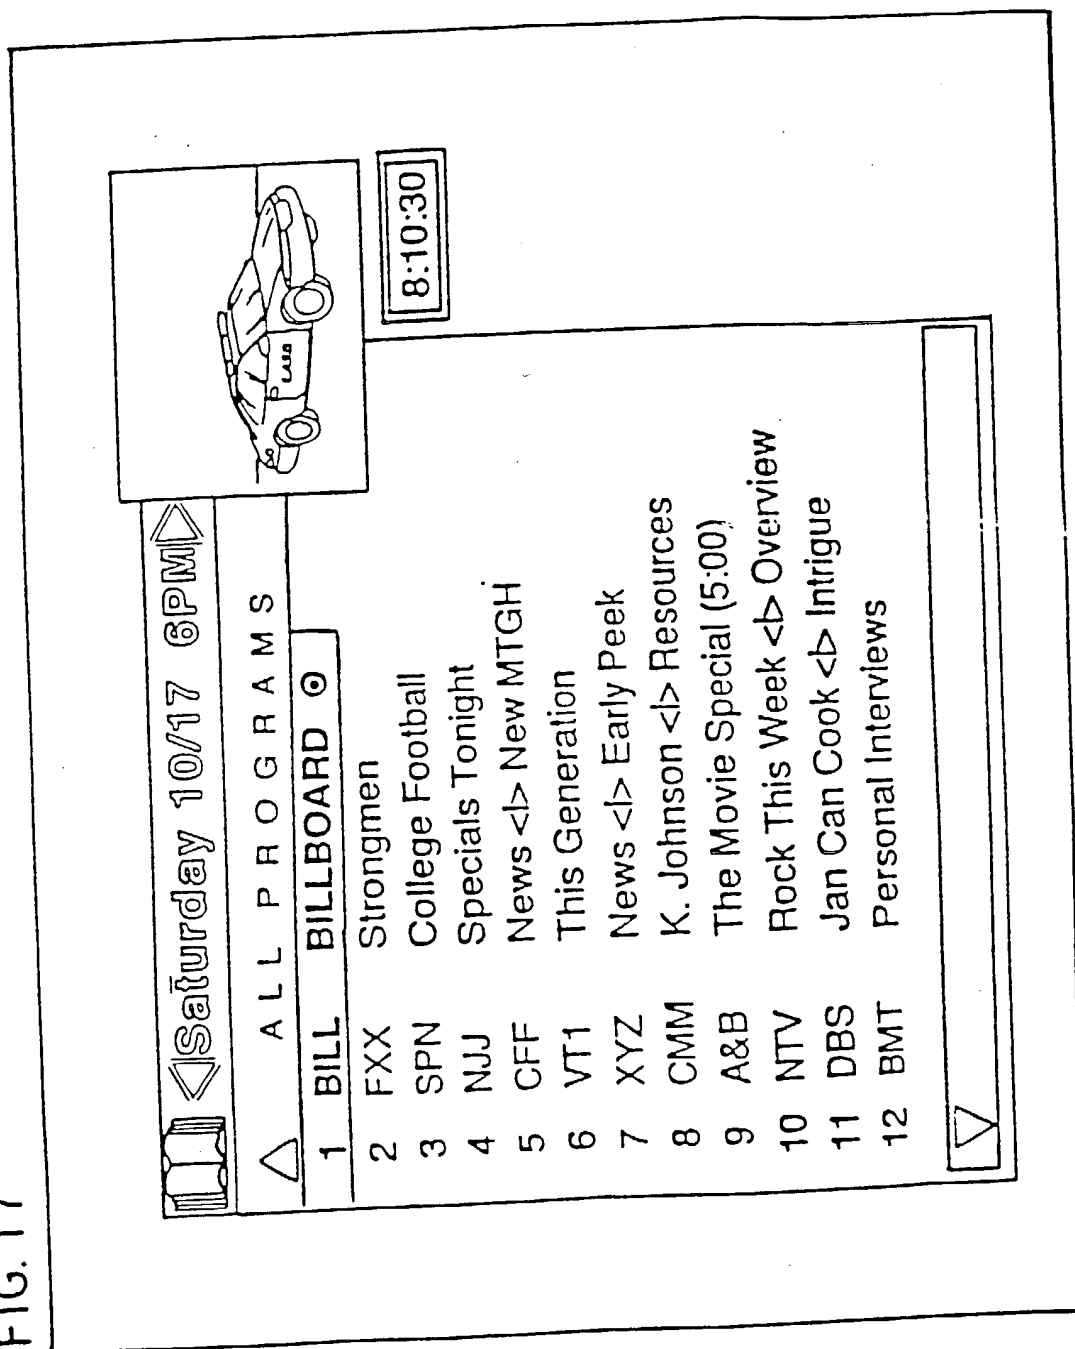 FIG. 17
Saturday 10/17 6PM
ALL PROGRAMS
8:10:30
1 BILL BILLBOARD
2 FXX Strongmen
3 SPN College Football
4 NJJ Specials Tonight
5 CFF News <I> New MTGH
6 VT1 This Generation
7 XYZ News <I> Early Peek
8 CMM K. Johnson <I> Resources
9 A&B The Movie Special (5:00)
10 NTV Rock This Week <I> Overview
11 DBS Jan Can Cook <I> Intrigue
12 BMT Personal Interviews